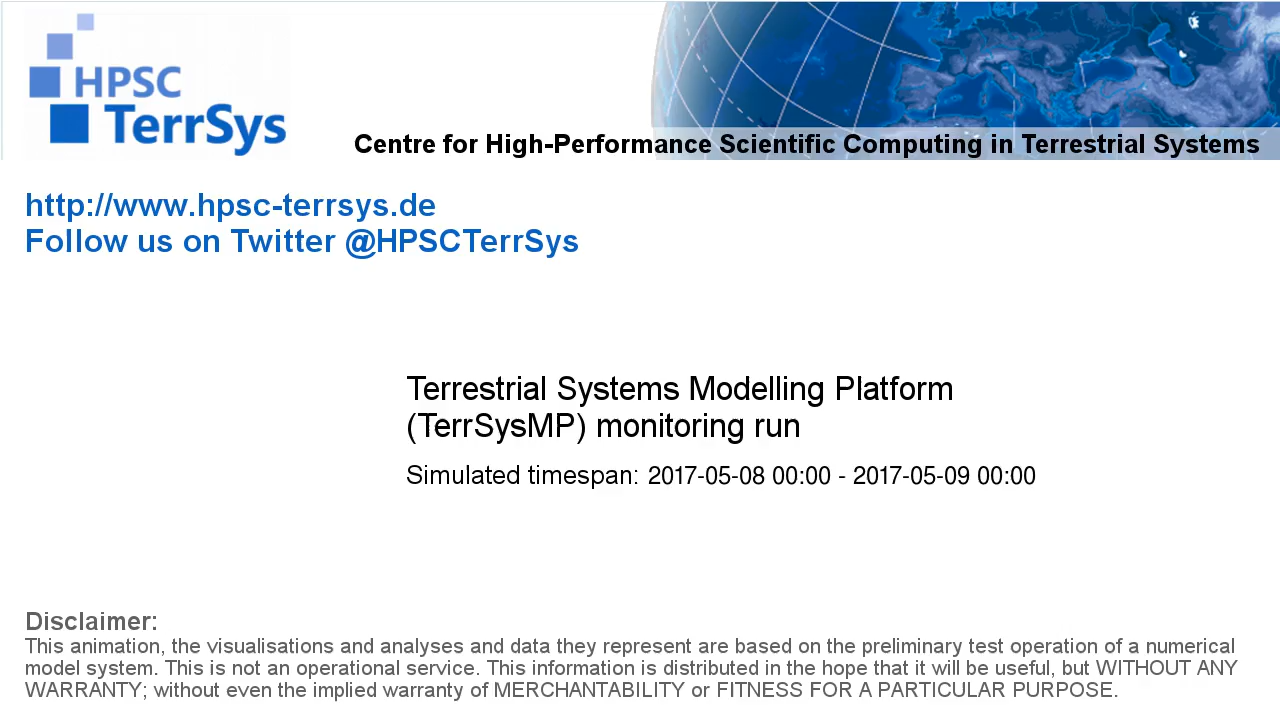 HPSC
TerrSys
Centre for High-Performance Scientific Computing in Terrestrial Systems
http://www.hpsc-terrsys.de
Follow us on Twitter @HPSCTerrSys
Terrestrial Systems Modelling Platform
(TerrSysMP) monitoring run
Simulated timespan: 2017-05-08 00:00 - 2017-05-09 00:00
Disclaimer:
This animation, the visualisations and analyses and data they represent are based on the preliminary test operation of a numerical
model system. This is not an operational service. This information is distributed in the hope that it will be useful, but WITHOUT ANY
WARRANTY; without even the implied warranty of MERCHANTABILITY or FITNESS FOR A PARTICULAR PURPOSE.